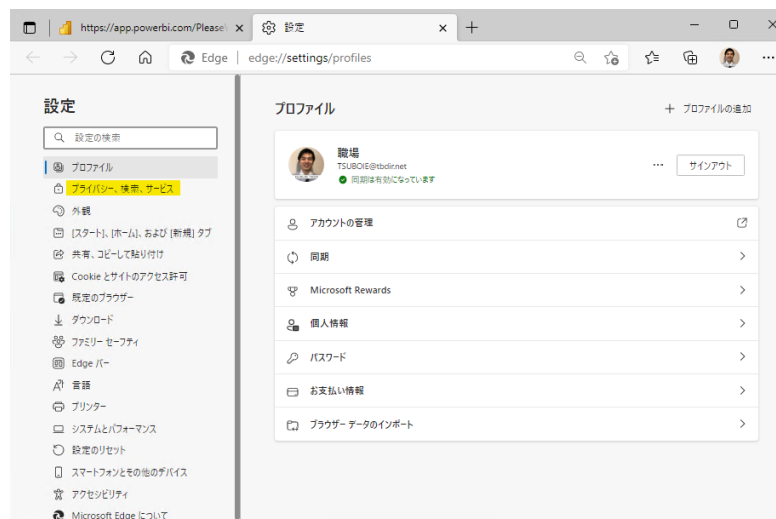 https://app.powerbi.com/Please
設定
Edge
edge://settings/profiles
設定
設定の検索
プロファイル
プライバシー、検索、サービス
外観
[スタート]、[ホーム]、および [新規] タブ
共有、コピーして貼り付け
Cookie とサイトのアクセス許可
既定のブラウザー
ダウンロード
ファミリー セーフティ
Edge バー
言語
プリンター
システムとパフォーマンス
設定のリセット
スマートフォンとその他のデバイス
アクセシビリティ
Microsoft Edge について
プロファイル
プロファイルの追加
職場
TSUBOIE@tbdir.net
同期は有効になっています
サインアウト
アカウントの管理
同期
Microsoft Rewards
個人情報
パスワード
お支払い情報
ブラウザー データのインポート